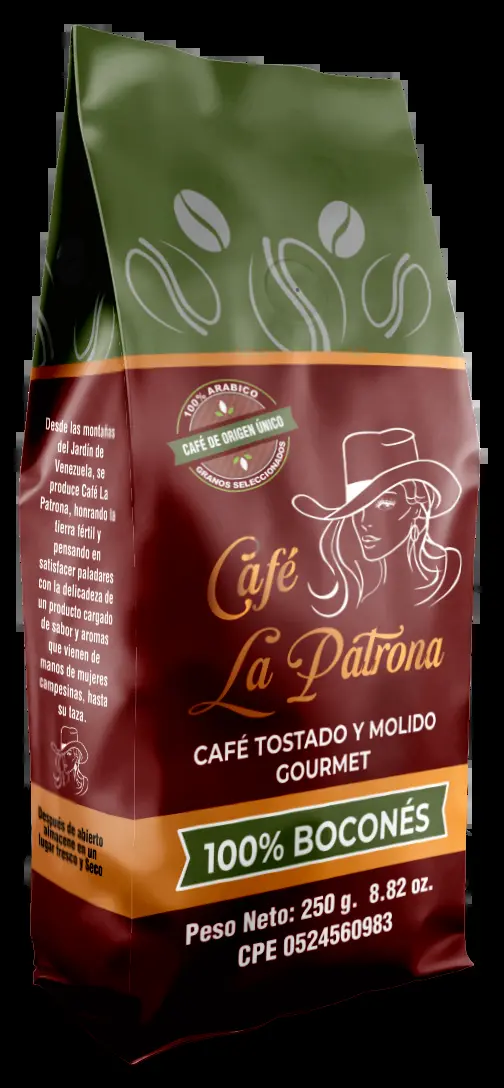 100% ARABICO
CAFÉ DE ORIGEN ÚNICO
GRANOS SELECCIONADOS
Café
La Patrona
CAFÉ TOSTADO Y MOLIDO
GOURMET
100% BOCONÉS
Peso Neto: 250 g. 8.82 oz.
CPE 0524560983
Desde las montañas
del Jardín de
Venezuela, se
produce Café La
Patrona, honrando la
tierra fértil y
pensando en
satisfacer paladares
con la delicadeza de
un producto cargado
de sabor y aromas
que vienen de
manos de mujeres
campesinas, hasta
su taza.
Después de abierto
almacene en un
lugar fresco y Seco